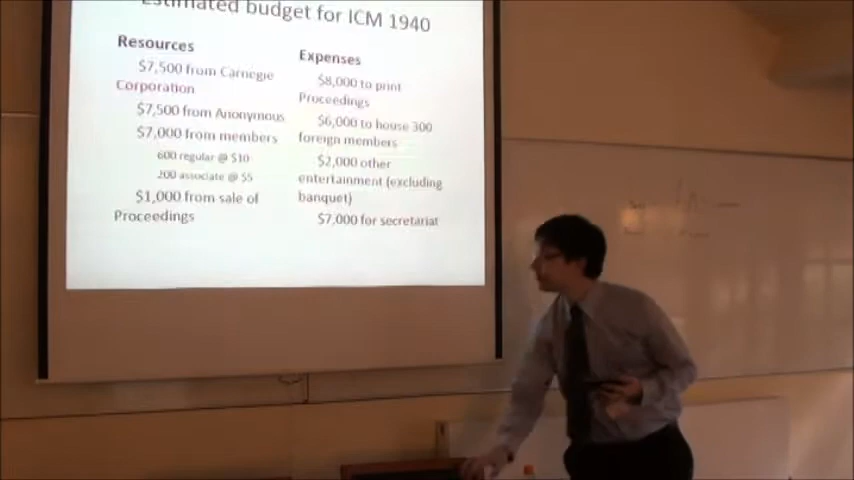 Estimated budget for ICM 1940
Resources
$7,500 from Carnegie
Corporation
$7,500 from Anonymous
$7,000 from members
600 regular @ $10
200 associate @ $5
$1,000 from sale of
Proceedings
Expenses
$8,000 to print
Proceedings
$6,000 to house 300
foreign members
$2,000 other
entertainment (excluding
banquet)
$7,000 for secretariat